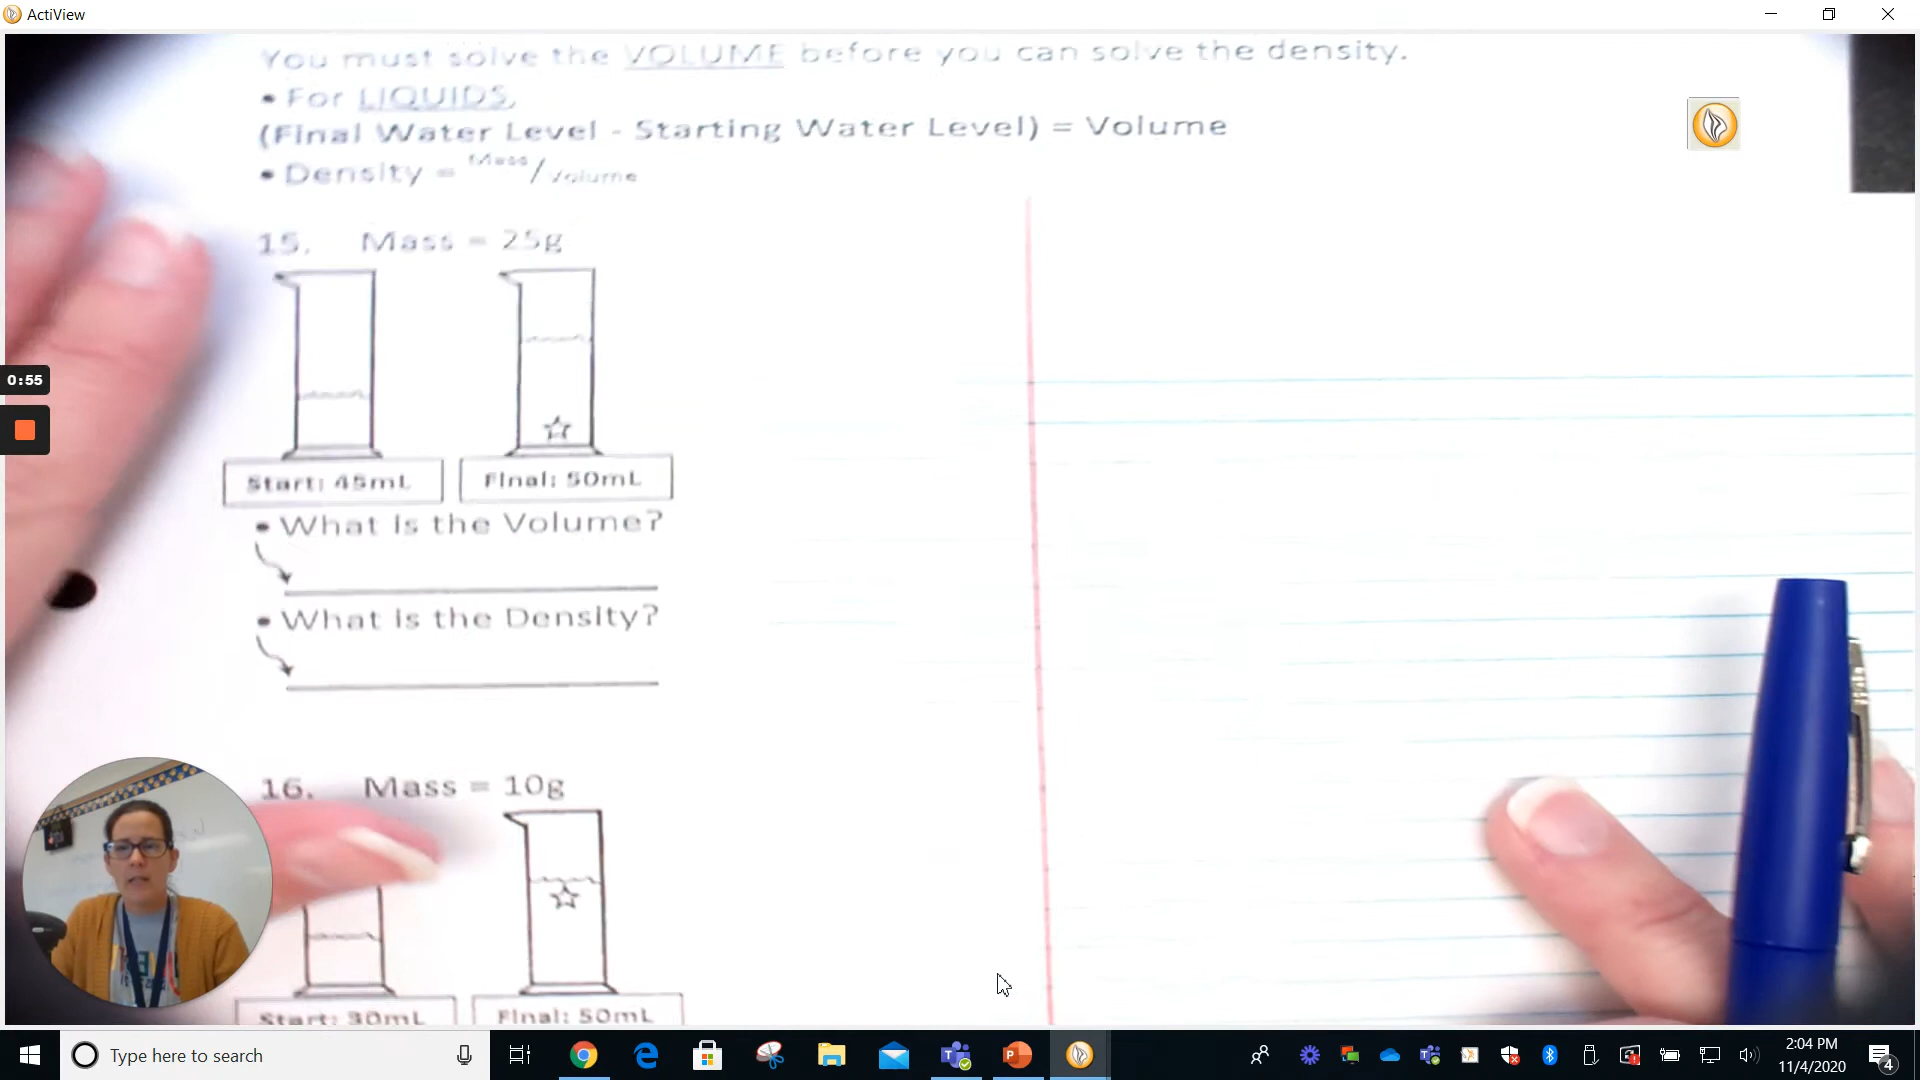 ActiView
You must solve the VOLUME before you can solve the density.
• For LIQUIDS,
(Final Water Level - Starting Water Level) = Volume
• Density = Mass/Volume
15. Mass = 25g
0:55
Start: 45mL Final: 50mL
• What is the Volume?
• What is the Density?
16. Mass = 10g
Start: 30mL Final: 50mL
Type here to search
2:04 PM
11/4/2020
4